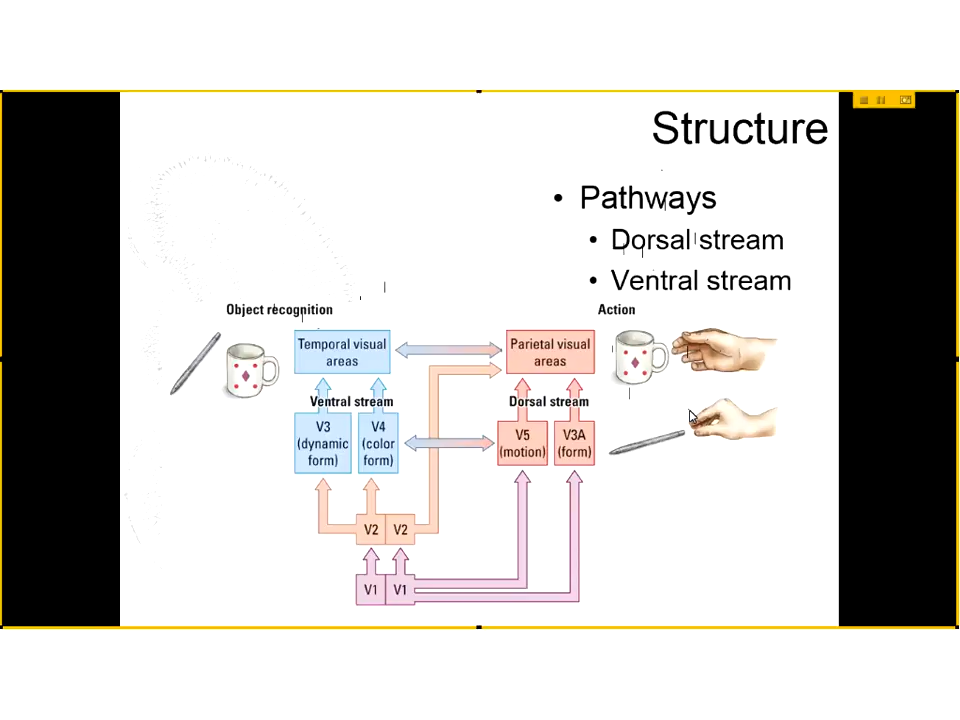 Structure
• Pathways
• Dorsal stream
• Ventral stream
Object recognition
Action
Temporal visual
areas
Parietal visual
areas
Ventral stream
Dorsal stream
V3
(dynamic
form)
V4
(color
form)
V5
(motion)
V3A
(form)
V2
V2
V1
V1